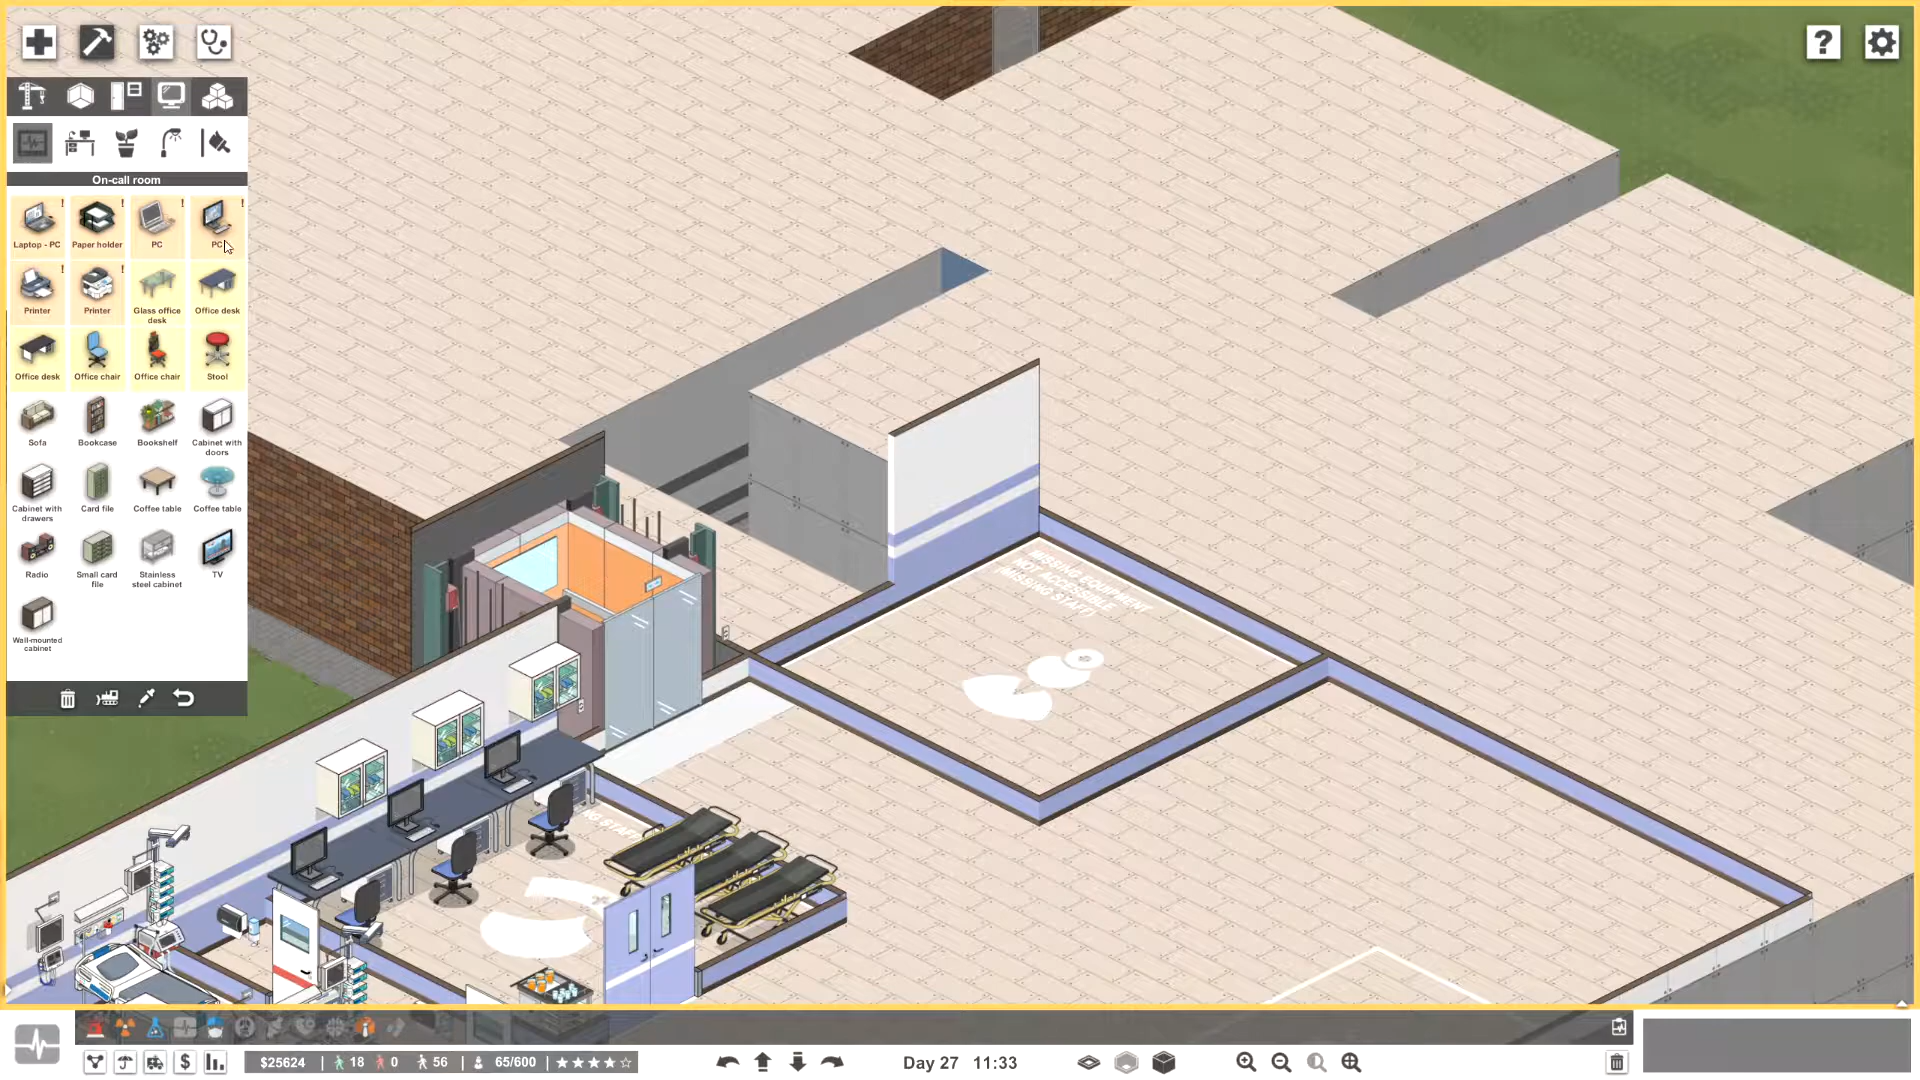 On-call room
! ! ! !
Laptop - PC Paper holder PC PC
! !
Printer Printer Glass office desk Office desk
Office desk Office chair Office chair Stool
Sofa Bookcase Bookshelf Cabinet with doors
Cabinet with drawers Card file Coffee table Coffee table
Radio Small card file Stainless steel cabinet TV
Wall-mounted cabinet
?
MISSING EQUIPMENT
NOT ACCESSIBLE
(MISSING STAFF)
$25624 18 0 56 65/600
Day 27 11:33